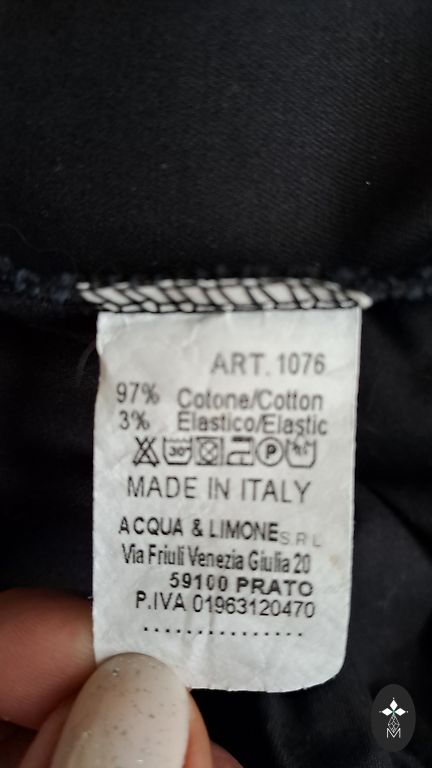 ART. 1076
97% Cotone/Cotton
3% Elastico/Elastic
30° P
MADE IN ITALY
ACQUA & LIMONE S.R.L
Via Friuli Venezia Giulia 20
59100 PRATO
P.IVA 01963120470
...............
M